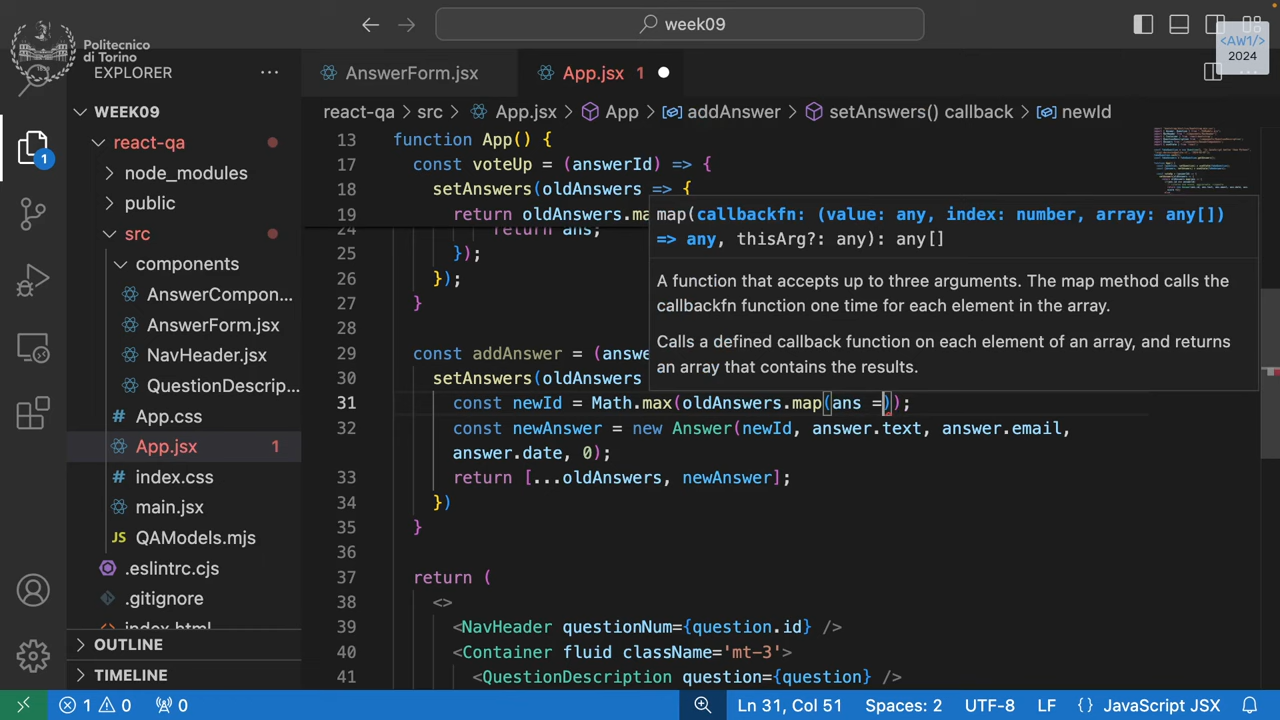 week09
Politecnico
di Torino
<AW1/>
2024
EXPLORER
AnswerForm.jsx
App.jsx 1
WEEK09
react-qa > src > App.jsx > App > addAnswer > setAnswers() callback > newId
react-qa
node_modules
public
src
components
AnswerCompon...
AnswerForm.jsx
NavHeader.jsx
QuestionDescrip...
App.css
App.jsx 1
index.css
main.jsx
QAModels.mjs
.eslintrc.cjs
.gitignore
index.html
OUTLINE
TIMELINE
1
13 function App() {
17 const voteUp = (answerId) => {
18 setAnswers(oldAnswers => {
19 return oldAnswers.ma
24 return ans;
25 });
26 });
27 }
28
29 const addAnswer = (answe
30 setAnswers(oldAnswers
31 const newId = Math.max(oldAnswers.map(ans =));
32 const newAnswer = new Answer(newId, answer.text, answer.email,
answer.date, 0);
33 return [...oldAnswers, newAnswer];
34 })
35 }
36
37 return (
38 <>
39 <NavHeader questionNum={question.id} />
40 <Container fluid className='mt-3'>
41 <QuestionDescription question={question} />
map(callbackfn: (value: any, index: number, array: any[])
=> any, thisArg?: any): any[]
A function that accepts up to three arguments. The map method calls the
callbackfn function one time for each element in the array.
Calls a defined callback function on each element of an array, and returns
an array that contains the results.
1 0 0 Ln 31, Col 51 Spaces: 2 UTF-8 LF {} JavaScript JSX